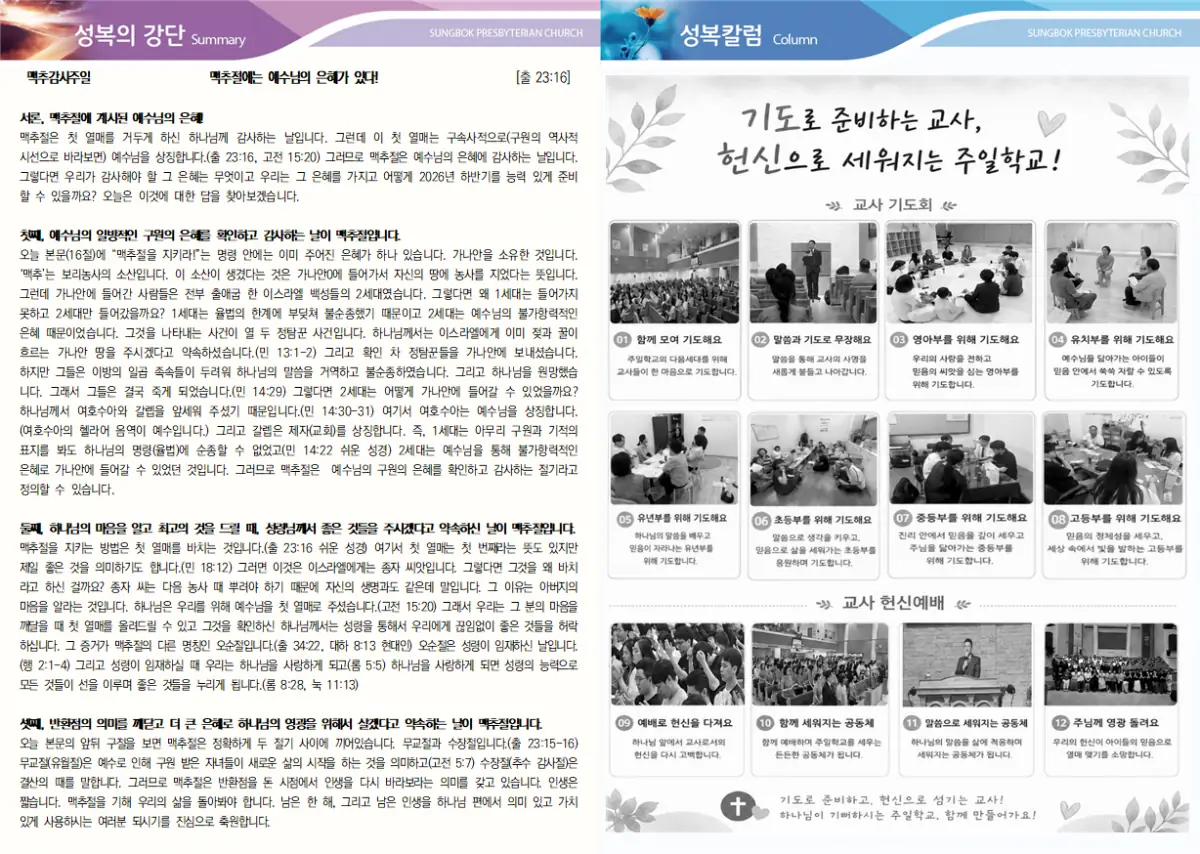 성복의 강단 Summary
SUNGBOK PRESBYTERIAN CHURCH
맥추감사주일 맥추절에는 예수님의 은혜가 있다! [출 23:16]
서론, 맥추절에 계시된 예수님의 은혜!
맥추절은 첫 열매를 거두게 하신 하나님께 감사하는 날입니다. 그런데 이 첫 열매는 구속사적으로(구원의 역사적
시선으로 바라보면) 예수님을 상징합니다.(출 23:16, 고전 15:20) 그러므로 맥추절은 예수님의 은혜에 감사하는 날입니다.
그렇다면 우리가 감사해야 할 그 은혜는 무엇이고 우리는 그 은혜를 가지고 어떻게 2026년 하반기를 능력 있게 준비
할 수 있을까요? 오늘은 이것에 대한 답을 찾아보겠습니다.
첫째, 예수님의 일방적인 구원의 은혜를 확인하고 감사하는 날이 맥추절입니다.
오늘 본문(16절)에 "맥추절을 지키라!"는 명령 안에는 이미 주어진 은혜가 하나 있습니다. 가나안을 소유한 것입니다.
'맥추'는 보리농사의 소산입니다. 이 소산이 생겼다는 것은 가나안에 들어가서 자신의 땅에 농사를 지었다는 뜻입니다.
그런데 가나안에 들어간 사람들은 전부 출애굽 한 이스라엘 백성들의 2세대였습니다. 그렇다면 왜 1세대는 들어가지
못하고 2세대만 들어갔을까요? 1세대는 율법의 한계에 부딪쳐 불순종했기 때문이고 2세대는 예수님의 불가항력적인
은혜 때문이었습니다. 그것을 나타내는 사건이 열 두 정탐꾼 사건입니다. 하나님께서는 이스라엘에게 이미 젖과 꿀이
흐르는 가나안 땅을 주시겠다고 약속하셨습니다.(민 13:1-2) 그리고 확인 차 정탐꾼들을 가나안에 보내셨습니다.
하지만 그들은 이방의 일곱 족속들이 두려워 하나님의 말씀을 거역하고 불순종하였습니다. 그리고 하나님을 원망했습
니다. 그래서 그들은 결국 죽게 되었습니다.(민 14:29) 그렇다면 2세대는 어떻게 가나안에 들어갈 수 있었을까요?
하나님께서 여호수아와 갈렙을 앞세워 주셨기 때문입니다.(민 14:30-31) 여기서 여호수아는 예수님을 상징합니다.
(여호수아의 헬라어 음역이 예수입니다.) 그리고 갈렙은 제자(교회)를 상징합니다. 즉, 1세대는 아무리 구원과 기적의
표지를 봐도 하나님의 명령(율법)에 순종할 수 없었고(민 14:22 쉬운 성경) 2세대는 예수님을 통해 불가항력적인
은혜로 가나안에 들어갈 수 있었던 것입니다. 그러므로 맥추절은 예수님의 구원의 은혜를 확인하고 감사하는 절기라고
정의할 수 있습니다.
둘째, 하나님의 마음을 알고 최고의 것을 드릴 때, 성령님께서 좋은 것들을 주시겠다고 약속하신 날이 맥추절입니다.
맥추절을 지키는 방법은 첫 열매를 바치는 것입니다.(출 23:16 쉬운 성경) 여기서 첫 열매는 첫 번째라는 뜻도 있지만
제일 좋은 것을 의미하기도 합니다.(민 18:12) 그러면 이것은 이스라엘에게는 종자 씨앗입니다. 그렇다면 그것을 왜 바치
라고 하신 걸까요? 종자 씨는 다음 농사 때 뿌려야 하기 때문에 자신의 생명과도 같은데 말입니다. 그 이유는 아버지의
마음을 알라는 것입니다. 하나님은 우리를 위해 예수님을 첫 열매로 주셨습니다.(고전 15:20) 그래서 우리는 그 분의 마음을
깨달을 때 첫 열매를 올려드릴 수 있고 그것을 확인하신 하나님께서는 성령을 통해서 우리에게 끊임없이 좋은 것들을 허락
하십니다. 그 증거가 맥추절의 다른 명칭인 오순절입니다.(출 34:22, 대하 8:13 현대인) 오순절은 성령이 임재하신 날입니다.
(행 2:1-4) 그리고 성령이 임재하실 때 우리는 하나님을 사랑하게 되고(롬 5:5) 하나님을 사랑하게 되면 성령의 능력으로
모든 것들이 선을 이루며 좋은 것들을 누리게 됩니다.(롬 8:28, 눅 11:13)
셋째, 반환점의 의미를 깨닫고 더 큰 은혜로 하나님의 영광을 위해서 살겠다고 약속하는 날이 맥추절입니다.
오늘 본문의 앞뒤 구절을 보면 맥추절은 정확하게 두 절기 사이에 끼어있습니다. 무교절과 수장절입니다.(출 23:15-16)
무교절(유월절)은 예수로 인해 구원 받은 자녀들이 새로운 삶의 시작을 하는 것을 의미하고(고전 5:7) 수장절(추수 감사절)은
결산의 때를 말합니다. 그러므로 맥추절은 반환점을 돈 시점에서 인생을 다시 바라보라는 의미를 갖고 있습니다. 인생은
짧습니다. 맥추절을 기해 우리의 삶을 돌아봐야 합니다. 남은 한 해, 그리고 남은 인생을 하나님 편에서 의미 있고 가치
있게 사용하시는 여러분 되시기를 진심으로 축원합니다.
성복칼럼 Column
SUNGBOK PRESBYTERIAN CHURCH
기도로 준비하는 교사,
헌신으로 세워지는 주일학교!
교사 기도회
01 함께 모여 기도해요
주일학교의 다음세대를 위해
교사들이 한 마음으로 기도합니다.
02 말씀과 기도로 무장해요
말씀을 통해 교사의 사명을
새롭게 붙들고 나아갑니다.
03 영아부를 위해 기도해요
우리의 사랑을 전하고
믿음의 씨앗을 심는 영아부를
위해 기도합니다.
04 유치부를 위해 기도해요
예수님을 닮아가는 아이들이
믿음 안에서 쑥쑥 자랄 수 있도록
기도합니다.
05 유년부를 위해 기도해요
하나님의 말씀을 배우고
믿음이 자라나는 유년부를
위해 기도합니다.
06 초등부를 위해 기도해요
말씀으로 생각을 키우고,
믿음으로 삶을 세워가는 초등부를
응원하며 기도합니다.
07 중등부를 위해 기도해요
진리 안에서 믿음을 깊이 세우고
주님을 닮아가는 중등부를
위해 기도합니다.
08 고등부를 위해 기도해요
믿음의 정체성을 세우고,
세상 속에서 빛을 발하는 고등부를
위해 기도합니다.
교사 헌신예배
09 예배로 헌신을 다져요
하나님 앞에서 교사로서의
헌신을 다시 고백합니다.
10 함께 세워지는 공동체
함께 예배하며 주일학교를 세우는
든든한 공동체가 됩니다.
11 말씀으로 세워지는 공동체
하나님의 말씀을 삶에 적용하며
세워지는 공동체가 됩니다.
12 주님께 영광 돌려요
우리의 헌신이 아이들의 믿음으로
열매 맺기를 소망합니다.
기도로 준비하고, 헌신으로 섬기는 교사!
하나님이 기뻐하시는 주일학교, 함께 만들어가요!